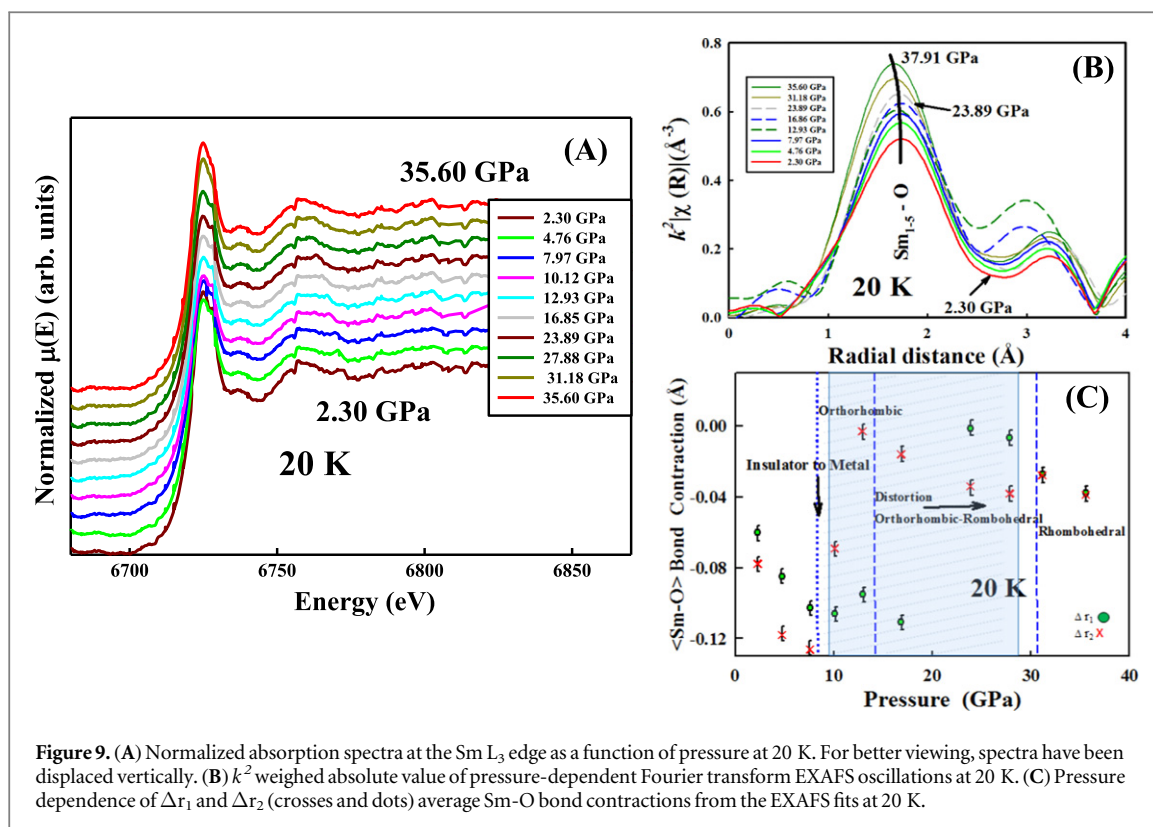 (A)
35.60 GPa
2.30 GPa
4.76 GPa
7.97 GPa
10.12 GPa
12.93 GPa
16.85 GPa
23.89 GPa
27.88 GPa
31.18 GPa
35.60 GPa
2.30 GPa
20 K
Normalized μ(E) (arb. units)
6700 6750 6800 6850
Energy (eV)
(B)
37.91 GPa
23.89 GPa
35.60 GPa
31.18 GPa
23.89 GPa
16.86 GPa
12.93 GPa
7.97 GPa
4.76 GPa
2.30 GPa
Sm1-5 - O
20 K
2.30 GPa
k²|χ (R)|(Å-3)
0.8
0.6
0.4
0.2
0.0
0 1 2 3 4
Radial distance (Å)
(C)
Orthorhombic
Insulator to Metal
Distortion
Orthorhombic-Rombohedral
Rhombohedral
20 K
Δ r1
Δ r2
<Sm-O> Bond Contraction (Å)
0.00
-0.04
-0.08
-0.12
0 10 20 30 40
Pressure (GPa)
Figure 9. (A) Normalized absorption spectra at the Sm L3 edge as a function of pressure at 20 K. For better viewing, spectra have been
displaced vertically. (B) k² weighed absolute value of pressure-dependent Fourier transform EXAFS oscillations at 20 K. (C) Pressure
dependence of Δr1 and Δr2 (crosses and dots) average Sm-O bond contractions from the EXAFS fits at 20 K.